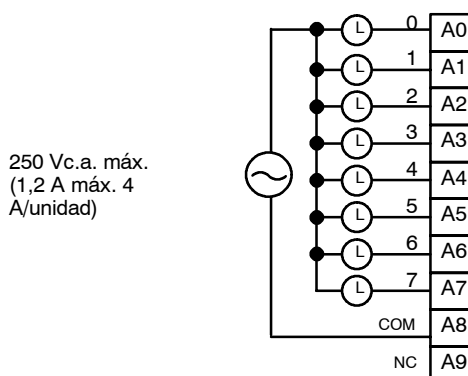 0 L A0
1 L A1
2 L A2
3 L A3
4 L A4
5 L A5
6 L A6
7 L A7
COM A8
NC A9
250 Vc.a. máx.
(1,2 A máx. 4
A/unidad)